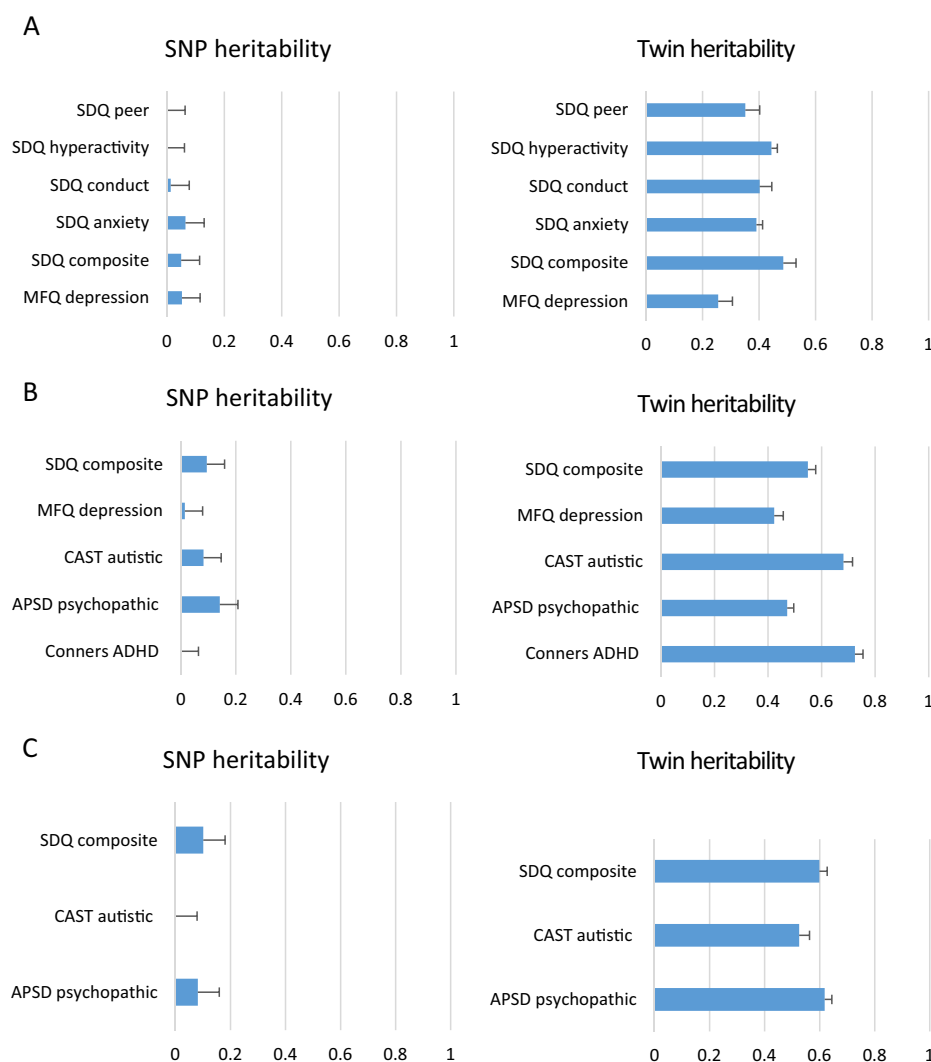 A
SNP heritability
SDQ peer
SDQ hyperactivity
SDQ conduct
SDQ anxiety
SDQ composite
MFQ depression
0 0.2 0.4 0.6 0.8 1
Twin heritability
SDQ peer
SDQ hyperactivity
SDQ conduct
SDQ anxiety
SDQ composite
MFQ depression
0 0.2 0.4 0.6 0.8 1
B
SNP heritability
SDQ composite
MFQ depression
CAST autistic
APSD psychopathic
Conners ADHD
0 0.2 0.4 0.6 0.8 1
Twin heritability
SDQ composite
MFQ depression
CAST autistic
APSD psychopathic
Conners ADHD
0 0.2 0.4 0.6 0.8 1
C
SNP heritability
SDQ composite
CAST autistic
APSD psychopathic
0 0.2 0.4 0.6 0.8 1
Twin heritability
SDQ composite
CAST autistic
APSD psychopathic
0 0.2 0.4 0.6 0.8 1